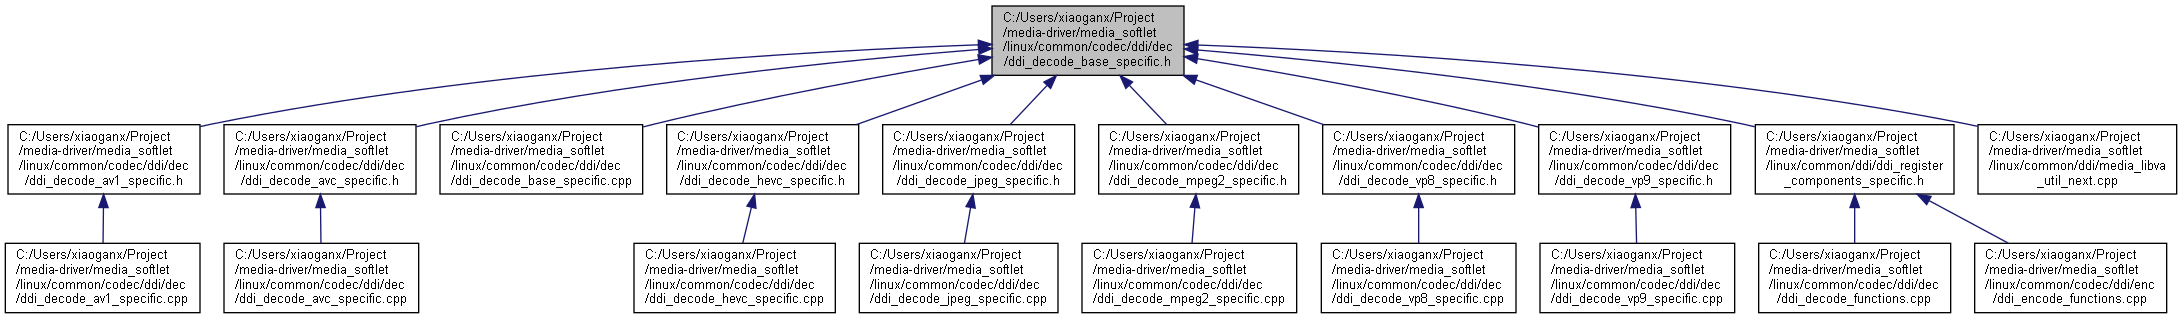 C:/Users/xiaoganx/Project
/media-driver/media_softlet
/linux/common/codec/ddi/dec
/ddi_decode_base_specific.h
C:/Users/xiaoganx/Project
/media-driver/media_softlet
/linux/common/codec/ddi/dec
/ddi_decode_av1_specific.h
C:/Users/xiaoganx/Project
/media-driver/media_softlet
/linux/common/codec/ddi/dec
/ddi_decode_avc_specific.h
C:/Users/xiaoganx/Project
/media-driver/media_softlet
/linux/common/codec/ddi/dec
/ddi_decode_base_specific.cpp
C:/Users/xiaoganx/Project
/media-driver/media_softlet
/linux/common/codec/ddi/dec
/ddi_decode_hevc_specific.h
C:/Users/xiaoganx/Project
/media-driver/media_softlet
/linux/common/codec/ddi/dec
/ddi_decode_jpeg_specific.h
C:/Users/xiaoganx/Project
/media-driver/media_softlet
/linux/common/codec/ddi/dec
/ddi_decode_mpeg2_specific.h
C:/Users/xiaoganx/Project
/media-driver/media_softlet
/linux/common/codec/ddi/dec
/ddi_decode_vp8_specific.h
C:/Users/xiaoganx/Project
/media-driver/media_softlet
/linux/common/codec/ddi/dec
/ddi_decode_vp9_specific.h
C:/Users/xiaoganx/Project
/media-driver/media_softlet
/linux/common/ddi/ddi_register
_components_specific.h
C:/Users/xiaoganx/Project
/media-driver/media_softlet
/linux/common/ddi/media_libva
_util_next.cpp
C:/Users/xiaoganx/Project
/media-driver/media_softlet
/linux/common/codec/ddi/dec
/ddi_decode_av1_specific.cpp
C:/Users/xiaoganx/Project
/media-driver/media_softlet
/linux/common/codec/ddi/dec
/ddi_decode_avc_specific.cpp
C:/Users/xiaoganx/Project
/media-driver/media_softlet
/linux/common/codec/ddi/dec
/ddi_decode_hevc_specific.cpp
C:/Users/xiaoganx/Project
/media-driver/media_softlet
/linux/common/codec/ddi/dec
/ddi_decode_jpeg_specific.cpp
C:/Users/xiaoganx/Project
/media-driver/media_softlet
/linux/common/codec/ddi/dec
/ddi_decode_mpeg2_specific.cpp
C:/Users/xiaoganx/Project
/media-driver/media_softlet
/linux/common/codec/ddi/dec
/ddi_decode_vp8_specific.cpp
C:/Users/xiaoganx/Project
/media-driver/media_softlet
/linux/common/codec/ddi/dec
/ddi_decode_vp9_specific.cpp
C:/Users/xiaoganx/Project
/media-driver/media_softlet
/linux/common/codec/ddi/dec
/ddi_decode_functions.cpp
C:/Users/xiaoganx/Project
/media-driver/media_softlet
/linux/common/codec/ddi/enc
/ddi_encode_functions.cpp